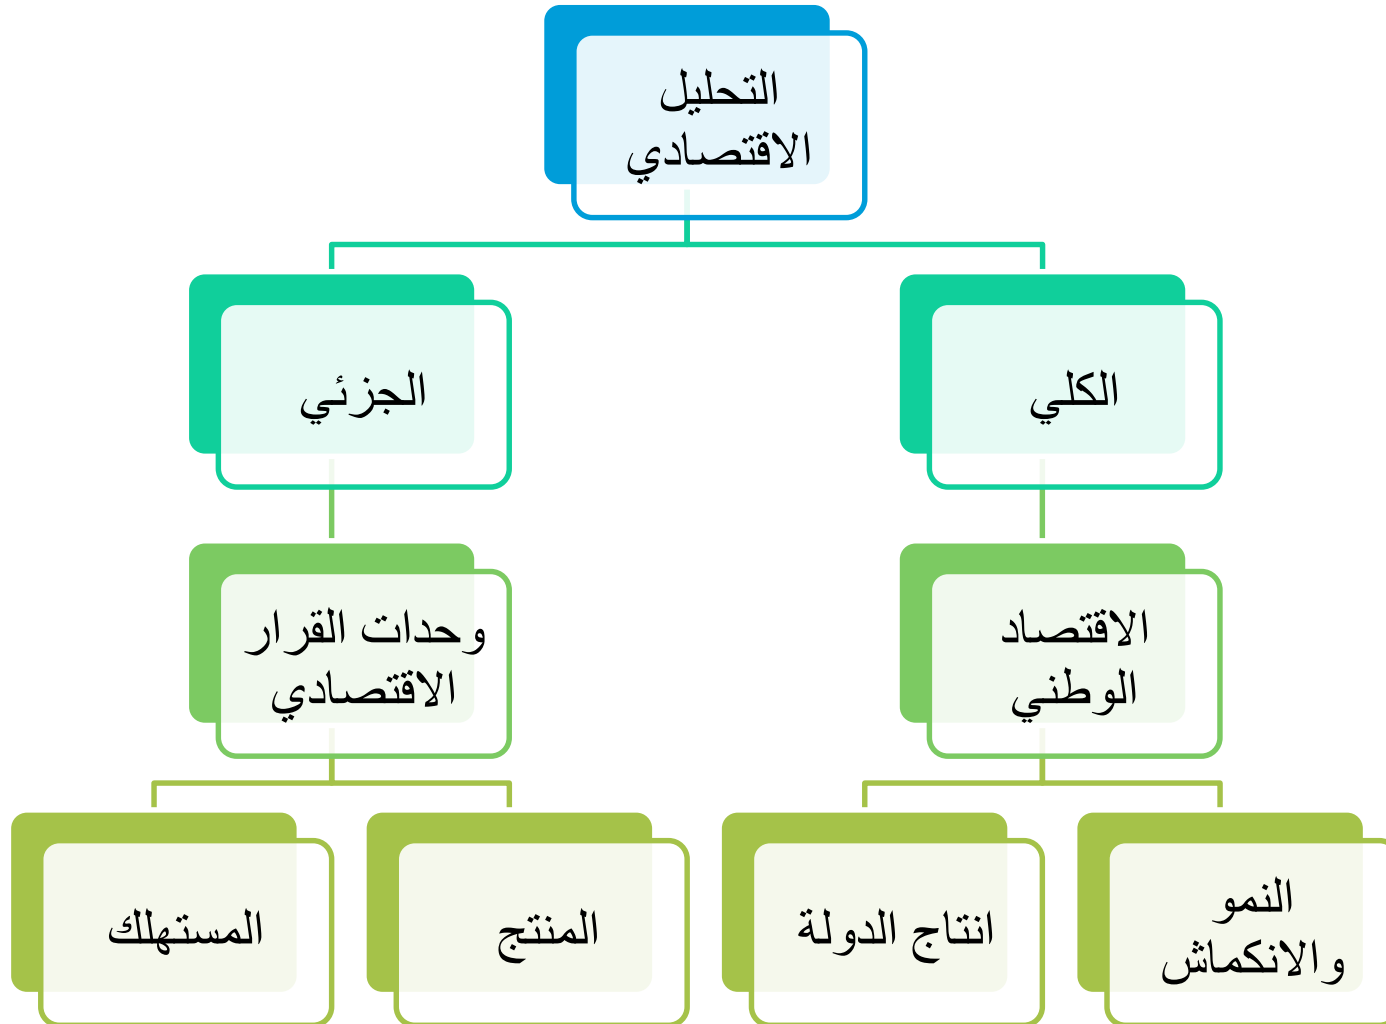 التحليل
الاقتصادي
الكلي
الجزئي
الاقتصاد
الوطني
وحدات القرار
الاقتصادي
النمو
والانكماش
انتاج الدولة
المنتج
المستهلك